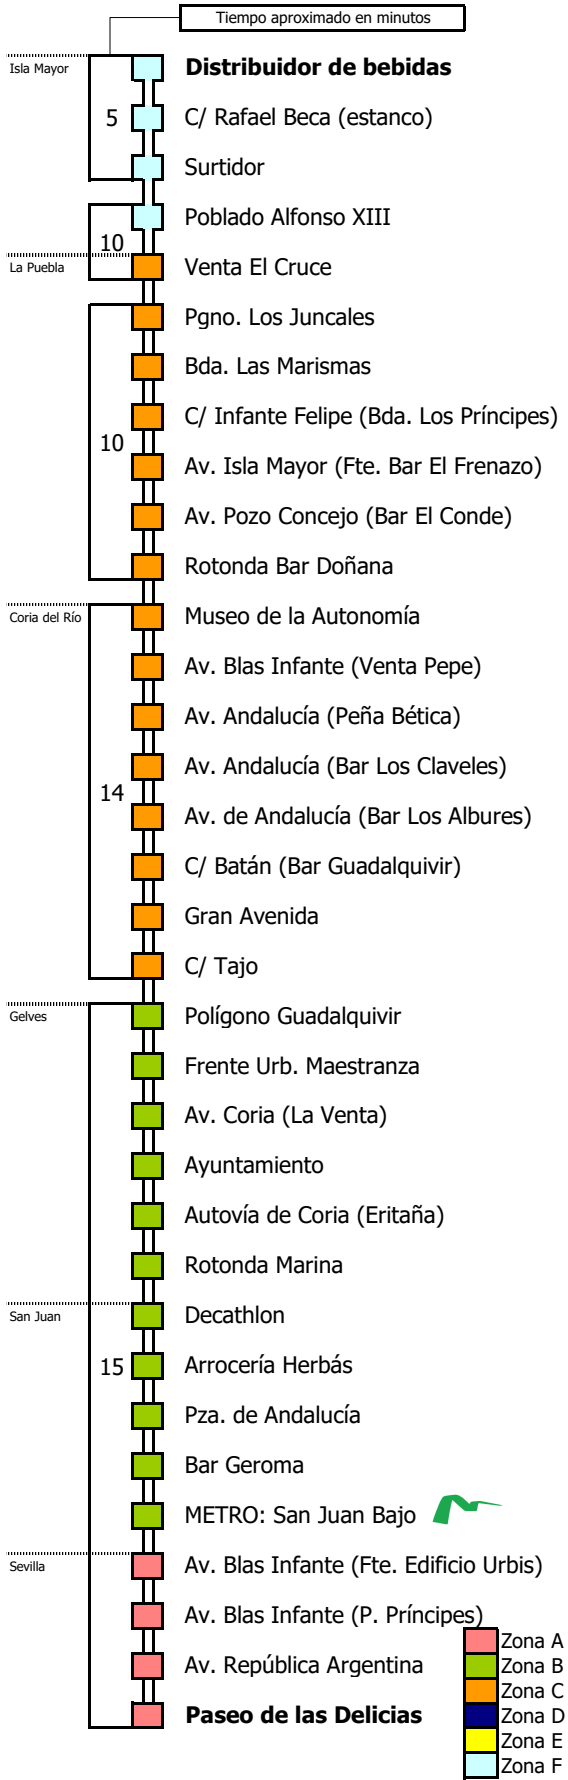 Tiempo aproximado en minutos
Isla Mayor
Distribuidor de bebidas
5
C/ Rafael Beca (estanco)
Surtidor
Poblado Alfonso XIII
10
La Puebla
Venta El Cruce
Pgno. Los Juncales
Bda. Las Marismas
C/ Infante Felipe (Bda. Los Príncipes)
10
Av. Isla Mayor (Fte. Bar El Frenazo)
Av. Pozo Concejo (Bar El Conde)
Rotonda Bar Doñana
Coria del Río
Museo de la Autonomía
Av. Blas Infante (Venta Pepe)
Av. Andalucía (Peña Bética)
Av. Andalucía (Bar Los Claveles)
14
Av. de Andalucía (Bar Los Albures)
C/ Batán (Bar Guadalquivir)
Gran Avenida
C/ Tajo
Gelves
Polígono Guadalquivir
Frente Urb. Maestranza
Av. Coria (La Venta)
Ayuntamiento
Autovía de Coria (Eritaña)
Rotonda Marina
San Juan
Decathlon
15
Arrocería Herbás
Pza. de Andalucía
Bar Geroma
METRO: San Juan Bajo
Sevilla
Av. Blas Infante (Fte. Edificio Urbis)
Av. Blas Infante (P. Príncipes)
Av. República Argentina
Paseo de las Delicias
Zona A
Zona B
Zona C
Zona D
Zona E
Zona F